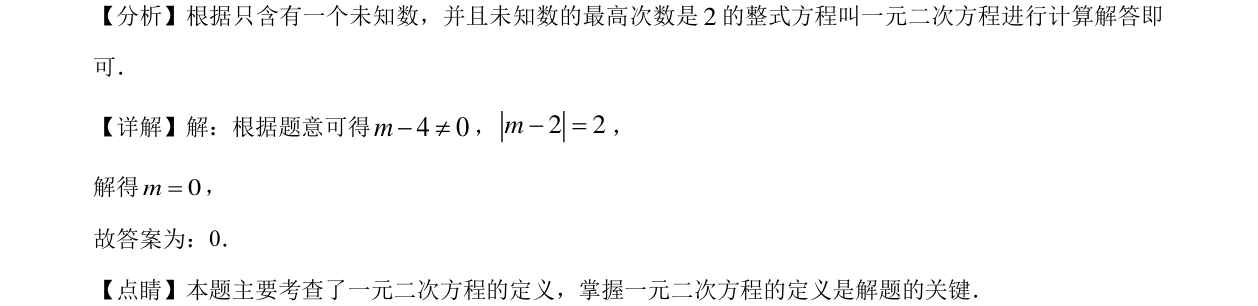 【分析】根据只含有一个未知数，并且未知数的最高次数是 2 的整式方程叫一元二次方程进行计算解答即
可．
【详解】解：根据题意可得 m－4≠0，|m－2|＝2，
解得 m＝0，
故答案为：0．
【点睛】本题主要考查了一元二次方程的定义，掌握一元二次方程的定义是解题的关键．